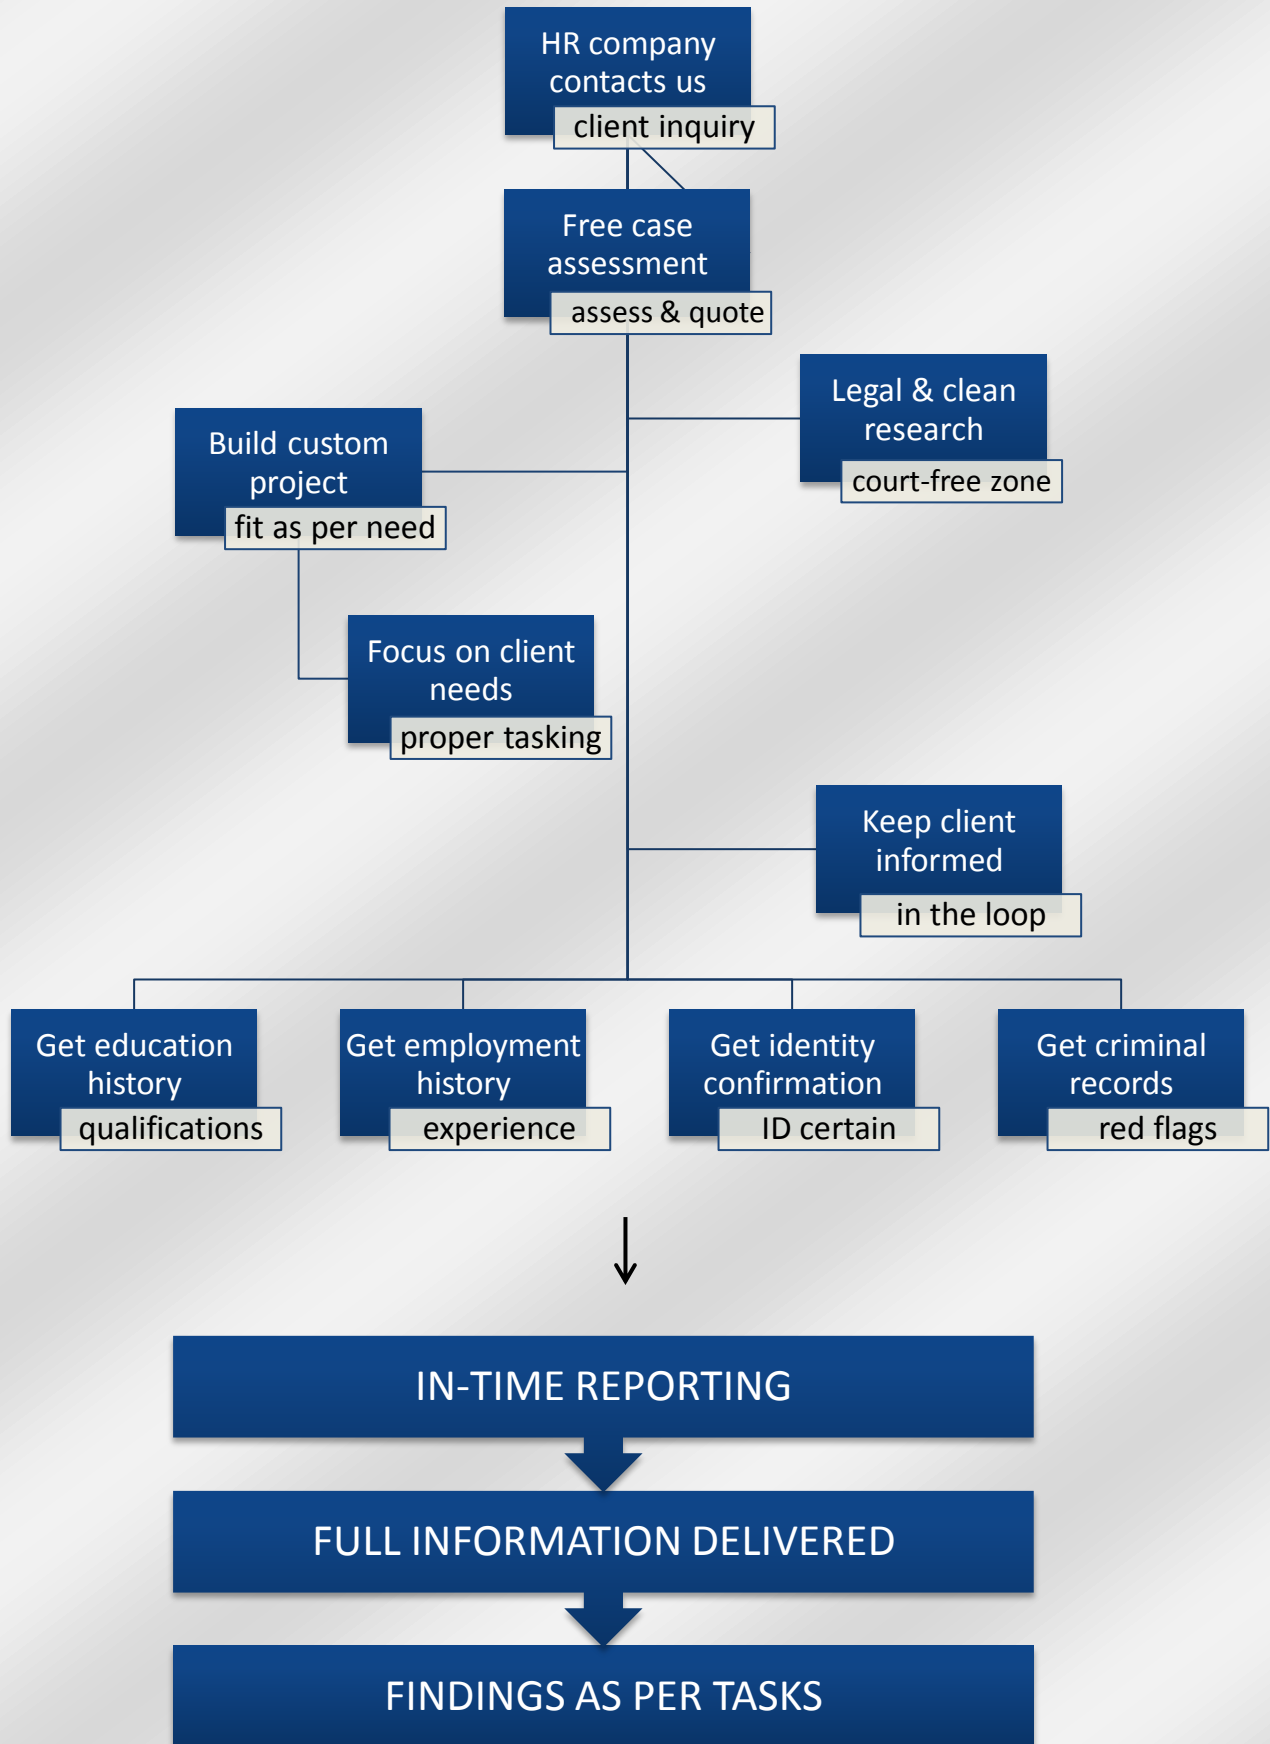 HR company
contacts us
client inquiry
Free case
assessment
assess & quote
Legal & clean
research
court-free zone
Build custom
project
fit as per need
Focus on client
needs
proper tasking
Keep client
informed
in the loop
Get education
history
qualifications
Get employment
history
experience
Get identity
confirmation
ID certain
Get criminal
records
red flags
IN-TIME REPORTING
FULL INFORMATION DELIVERED
FINDINGS AS PER TASKS